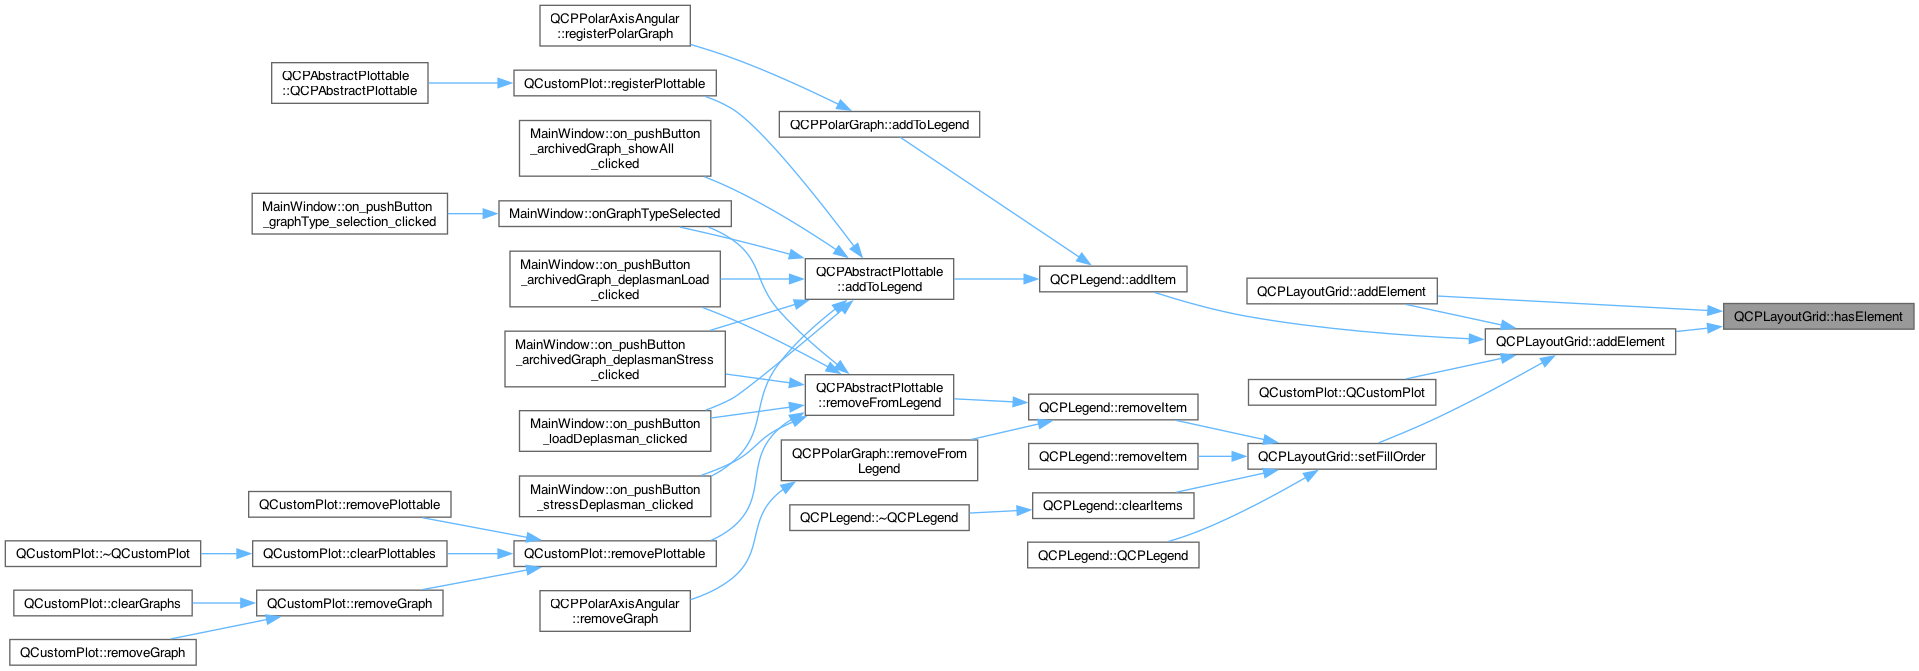 QCPPolarAxisAngular
::registerPolarGraph
QCPAbstractPlottable
::QCPAbstractPlottable
QCustomPlot::registerPlottable
QCPPolarGraph::addToLegend
MainWindow::on_pushButton
_archivedGraph_showAll
_clicked
MainWindow::on_pushButton
_graphType_selection_clicked
MainWindow::onGraphTypeSelected
MainWindow::on_pushButton
_archivedGraph_deplasmanLoad
_clicked
QCPAbstractPlottable
::addToLegend
QCPLegend::addItem
QCPLayoutGrid::addElement
QCPLayoutGrid::hasElement
QCPLayoutGrid::addElement
MainWindow::on_pushButton
_archivedGraph_deplasmanStress
_clicked
QCPAbstractPlottable
::removeFromLegend
QCustomPlot::QCustomPlot
QCPLegend::removeItem
MainWindow::on_pushButton
_loadDeplasman_clicked
QCPPolarGraph::removeFrom
Legend
QCPLegend::removeItem
QCPLayoutGrid::setFillOrder
MainWindow::on_pushButton
_stressDeplasman_clicked
QCPLegend::~QCPLegend
QCPLegend::clearItems
QCustomPlot::removePlottable
QCustomPlot::~QCustomPlot
QCustomPlot::clearPlottables
QCustomPlot::removePlottable
QCPLegend::QCPLegend
QCustomPlot::clearGraphs
QCustomPlot::removeGraph
QCPPolarAxisAngular
::removeGraph
QCustomPlot::removeGraph